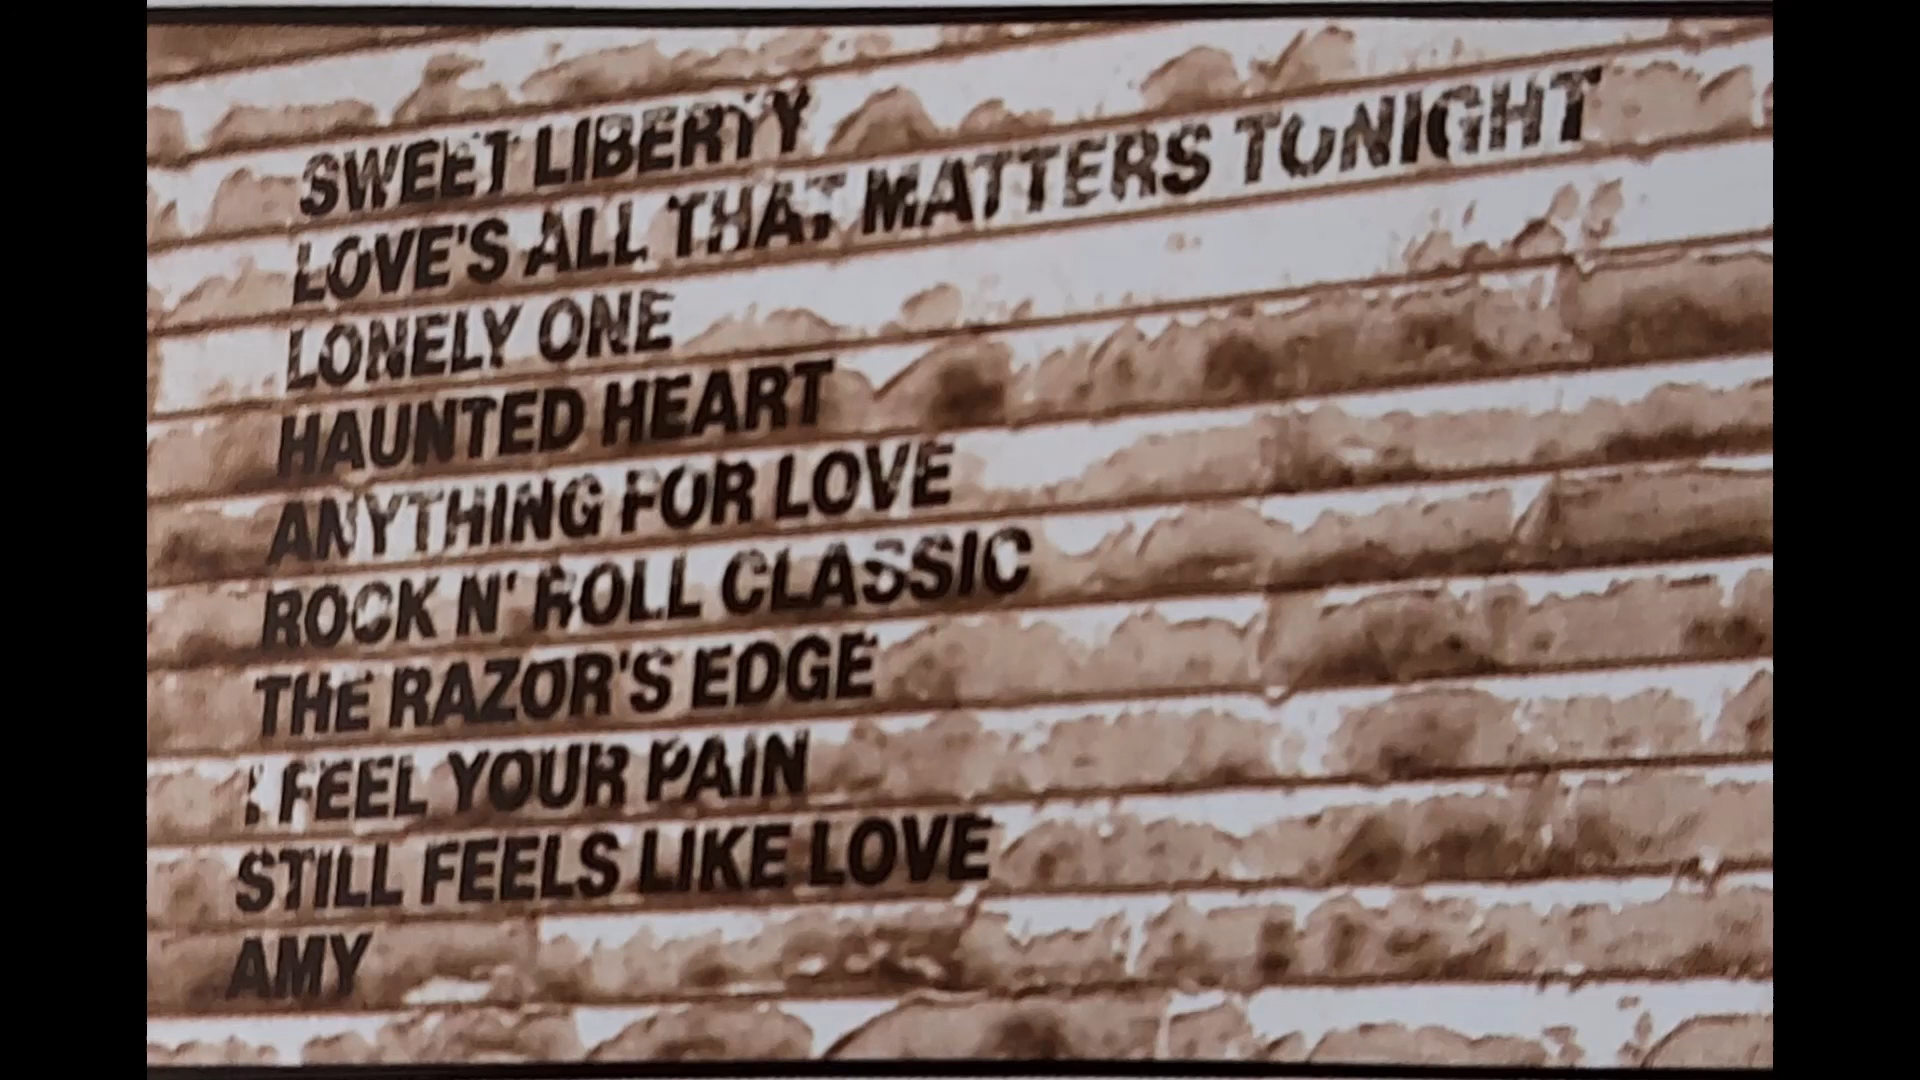 SWEET LIBERTY
LOVE'S ALL THAT MATTERS TONIGHT
LONELY ONE
HAUNTED HEART
ANYTHING FOR LOVE
ROCK N' ROLL CLASSIC
THE RAZOR'S EDGE
I FEEL YOUR PAIN
STILL FEELS LIKE LOVE
AMY